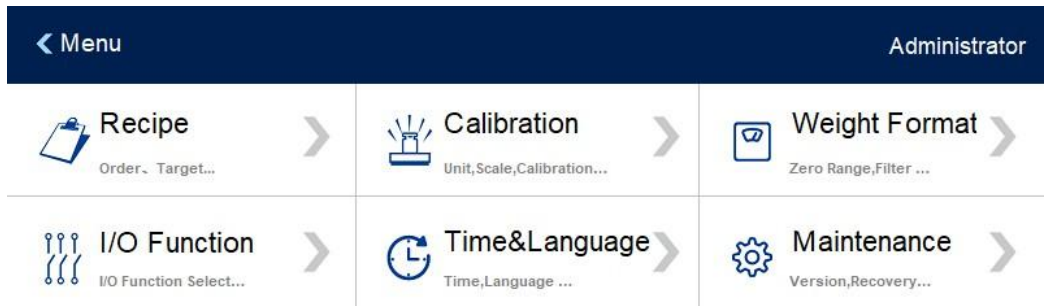 Menu
Administrator
Recipe
Order、Target...
Calibration
Unit,Scale,Calibration...
Weight Format
Zero Range,Filter ...
I/O Function
I/O Function Select...
Time&Language
Time,Language ...
Maintenance
Version,Recovery...